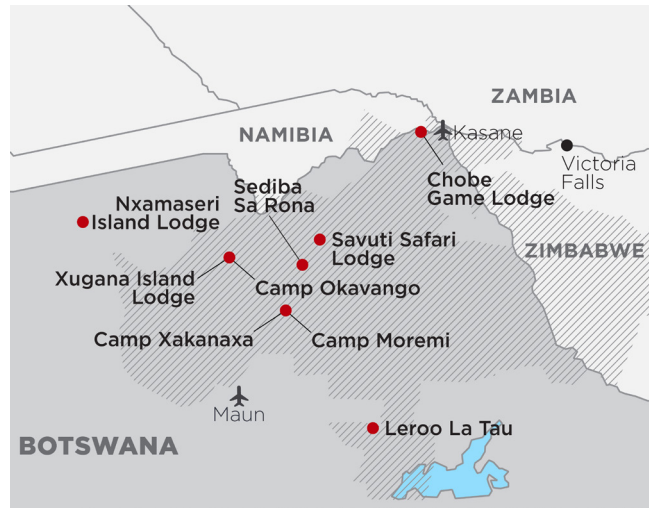 ZAMBIA
NAMIBIA
Kasane
Victoria
Falls
Chobe
Game Lodge
Sediba
Sa Rona
Nxamaseri
Island Lodge
Savuti Safari
Lodge
ZIMBABWE
Xugana Island
Lodge
Camp Okavango
Camp Xakanaxa
Camp Moremi
Maun
Leroo La Tau
BOTSWANA